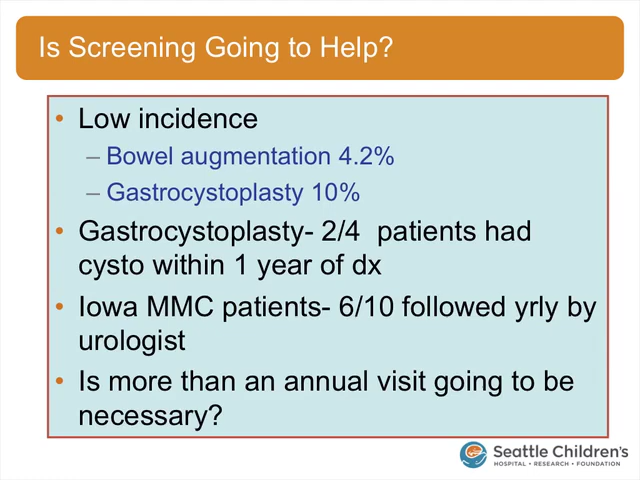 Is Screening Going to Help?
• Low incidence
– Bowel augmentation 4.2%
– Gastrocystoplasty 10%
• Gastrocystoplasty- 2/4 patients had
cysto within 1 year of dx
• Iowa MMC patients- 6/10 followed yrly by
urologist
• Is more than an annual visit going to be
necessary?
Seattle Children's
HOSPITAL • RESEARCH • FOUNDATION